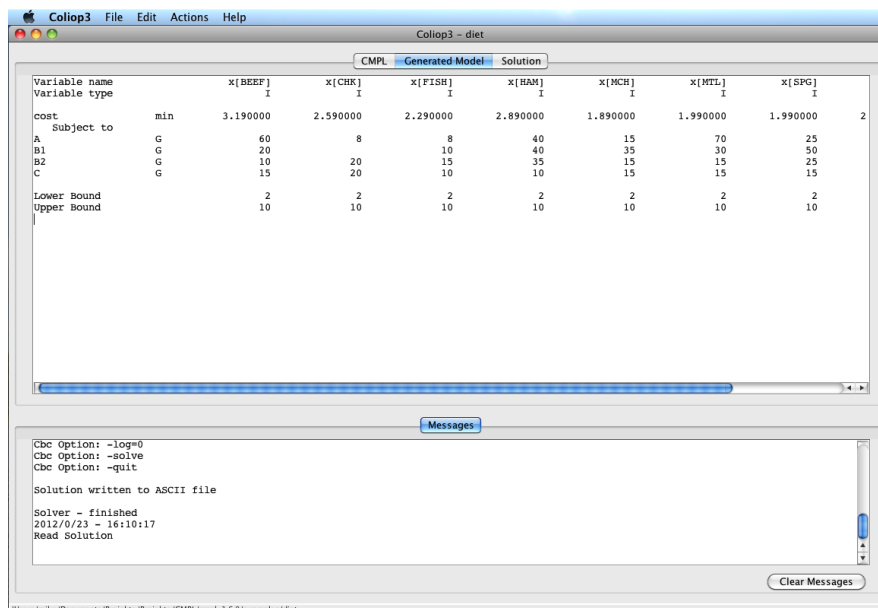 Coliop3 File Edit Actions Help
Coliop3 - diet
CMPL Generated Model Solution
Variable name x[BEEF] x[CHK] x[FISH] x[HAM] x[MCH] x[MTL] x[SPG]
Variable type I I I I I I I
cost min 3.190000 2.590000 2.290000 2.890000 1.890000 1.990000 1.990000 2
Subject to
A G 60 8 8 40 15 70 25
B1 G 20 10 40 35 30 50
B2 G 10 20 15 35 15 15 25
C G 15 20 10 10 15 15 15
Lower Bound 2 2 2 2 2 2 2
Upper Bound 10 10 10 10 10 10 10
Messages
Cbc Option: -log=0
Cbc Option: -solve
Cbc Option: -quit
Solution written to ASCII file
Solver - finished
2012/0/23 - 16:10:17
Read Solution
Clear Messages